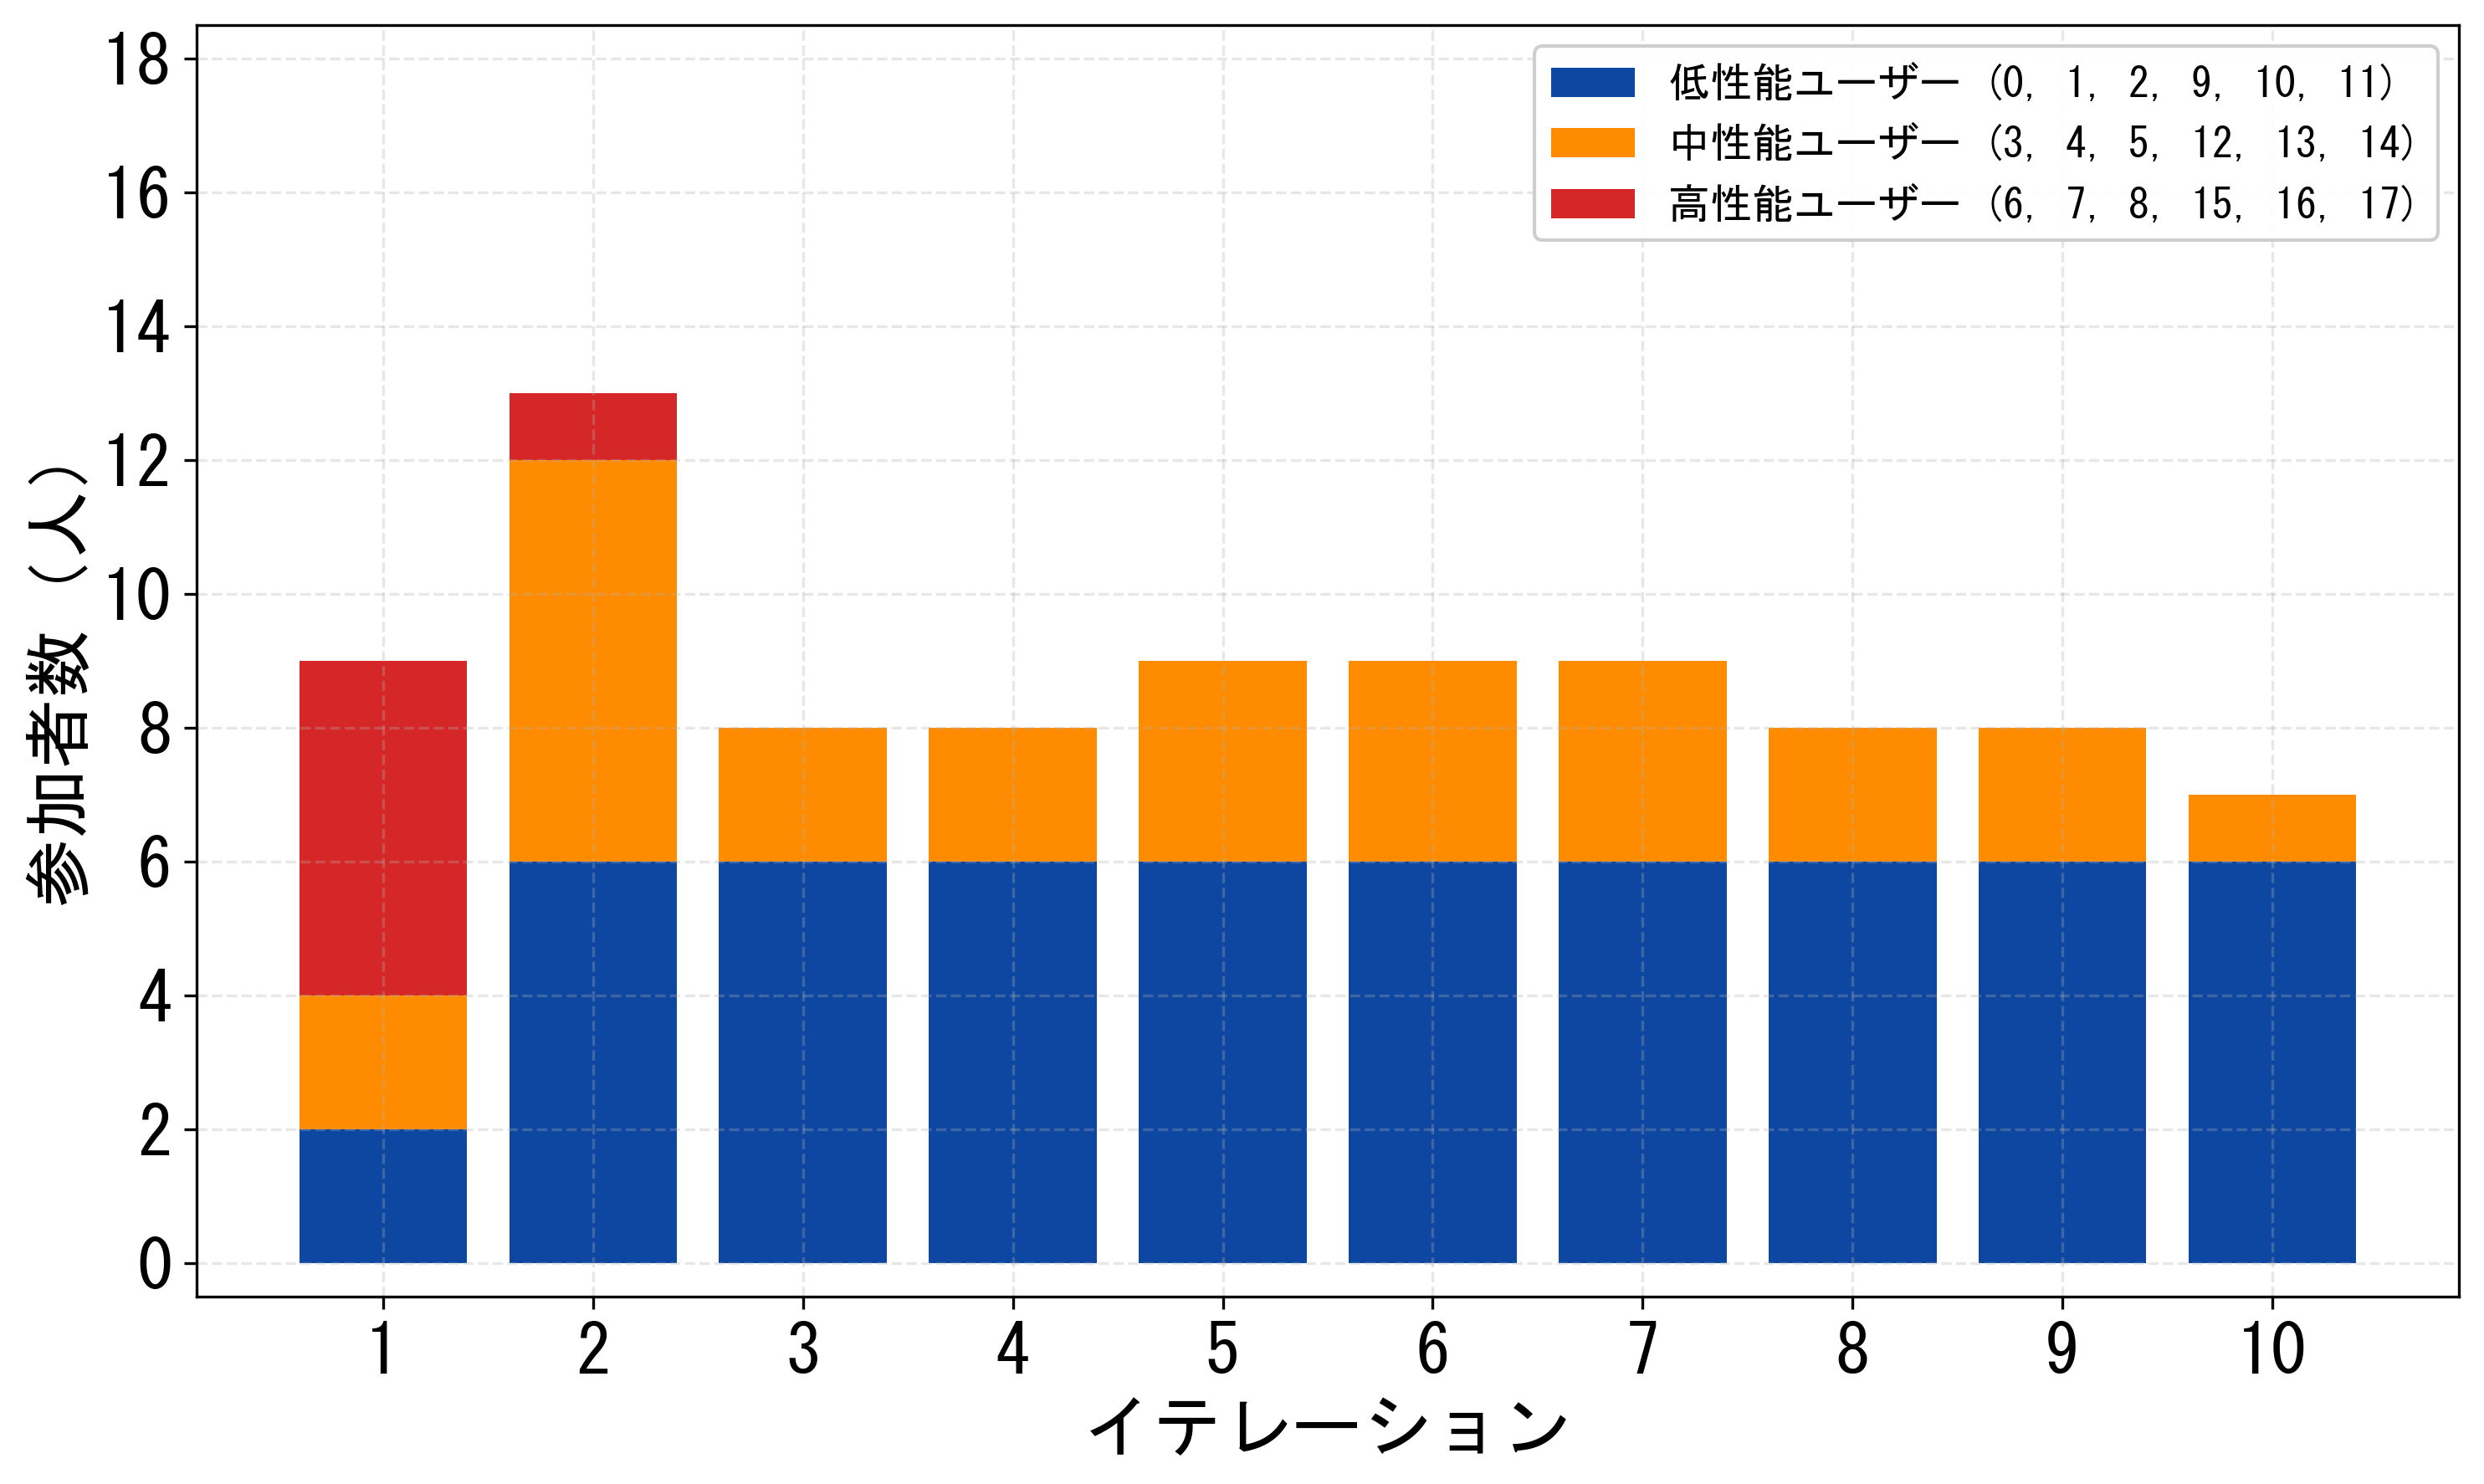 18
16
14
12
10
8
6
4
2
0
参加者数 (人)
低性能ユーザー (0, 1, 2, 9, 10, 11)
中性能ユーザー (3, 4, 5, 12, 13, 14)
高性能ユーザー (6, 7, 8, 15, 16, 17)
1 2 3 4 5 6 7 8 9 10
イテレーション